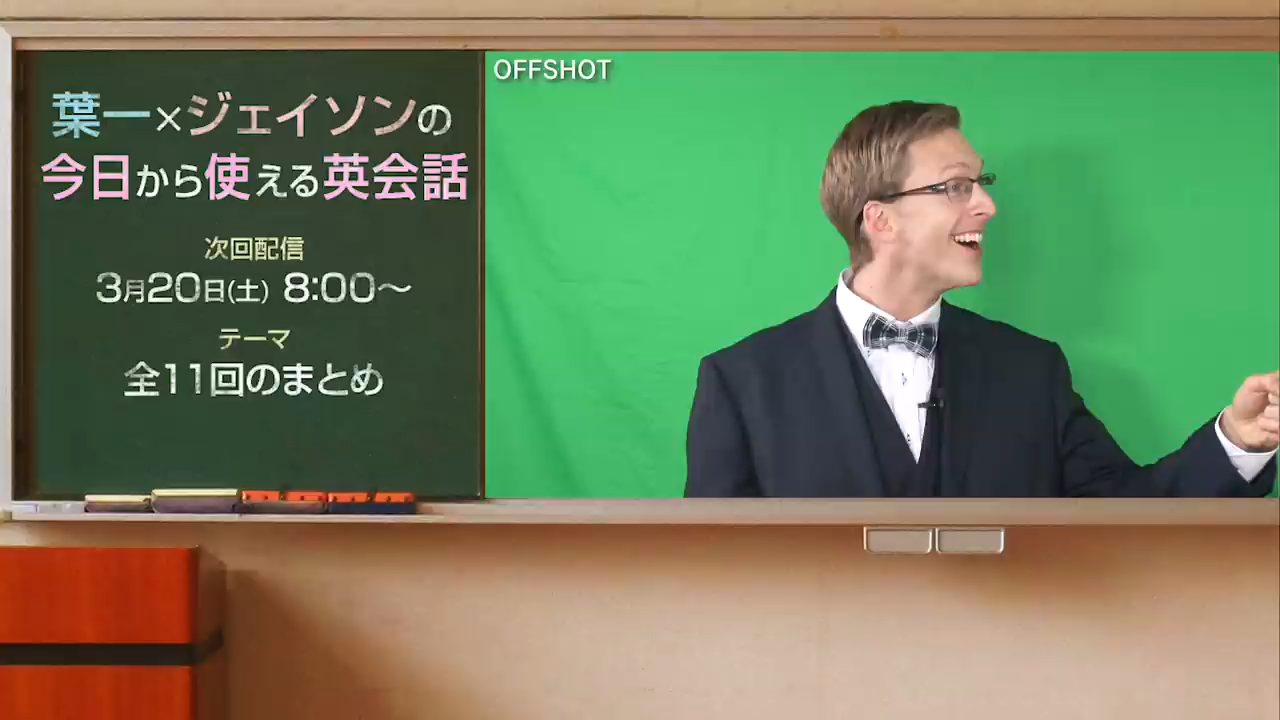 葉一×ジェイソンの
今日から使える英会話
次回配信
3月20日(土) 8:00～
テーマ
全11回のまとめ
OFFSHOT